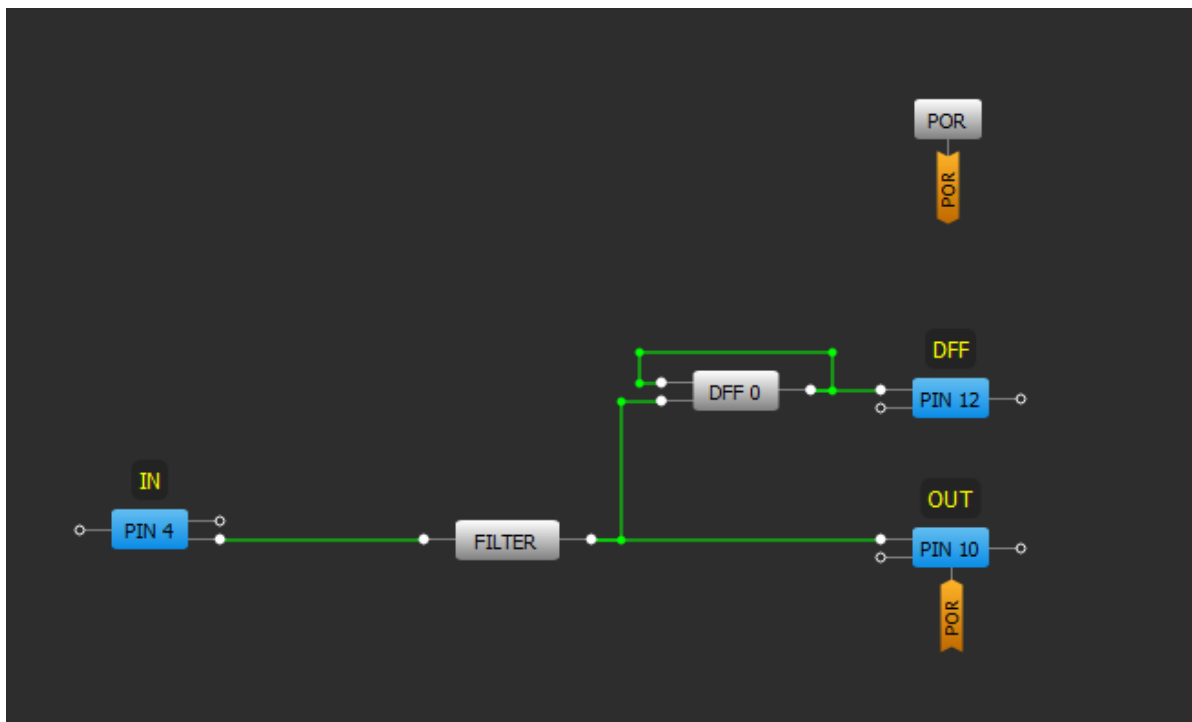 POR
POR
DFF
DFF 0
PIN 12
IN
OUT
PIN 4
FILTER
PIN 10
POR